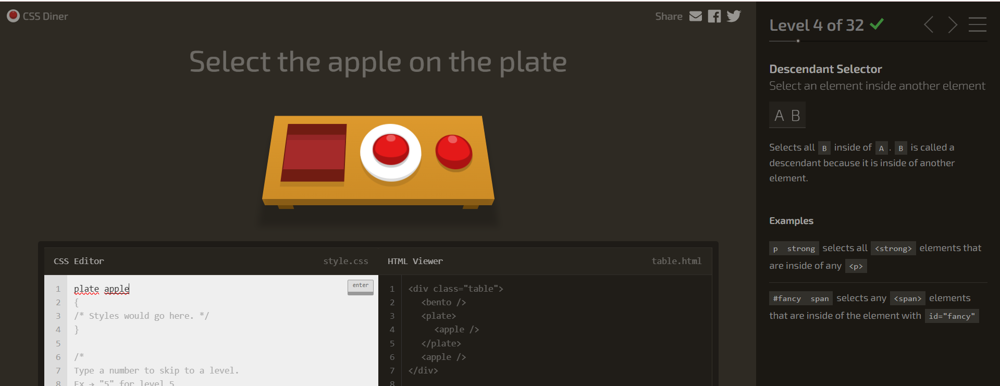 CSS Diner
Share
Select the apple on the plate
CSS Editor
style.css
1 plate apple
enter
2 {
3 /* Styles would go here. */
4 }
5
6 /*
7 Type a number to skip to a level.
8 Ex → "5" for level 5
HTML Viewer
table.html
1 <div class="table">
2 <bento />
3 <plate>
4 <apple />
5 </plate>
6 <apple />
7 </div>
8
Level 4 of 32
Descendant Selector
Select an element inside another element
A B
Selects all B inside of A . B is called a
descendant because it is inside of another
element.
Examples
p strong selects all <strong> elements that
are inside of any <p>
#fancy span selects any <span> elements
that are inside of the element with id="fancy"